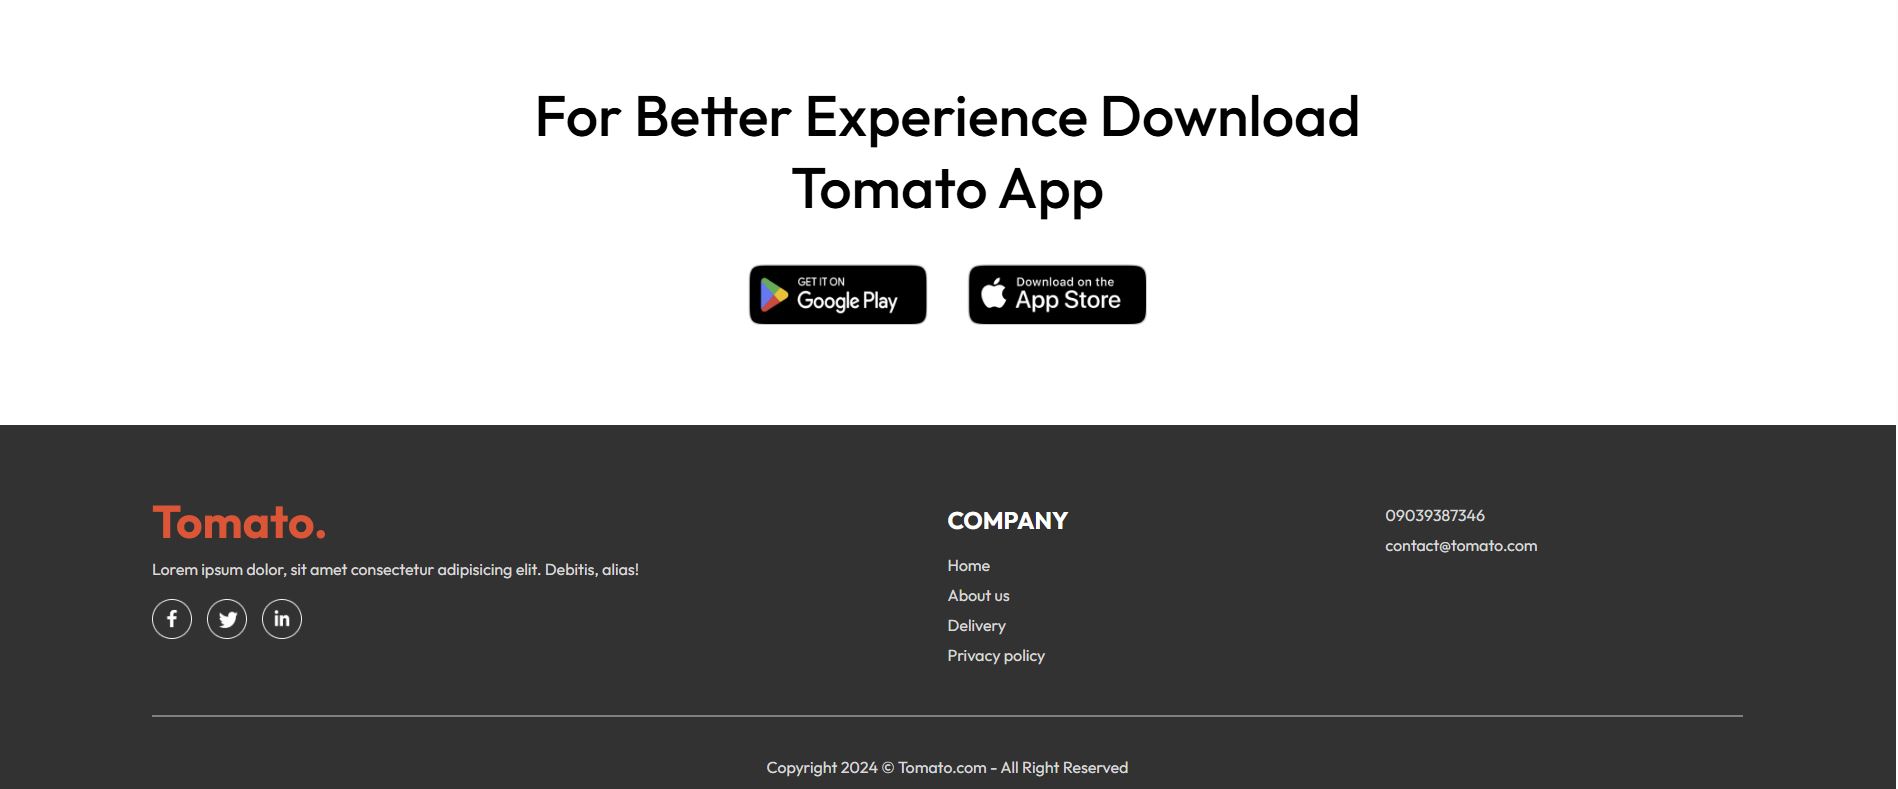 For Better Experience Download
Tomato App
GET IT ON
Google Play
Download on the
App Store
Tomato.
Lorem ipsum dolor, sit amet consectetur adipisicing elit. Debitis, alias!
f
in
COMPANY
Home
About us
Delivery
Privacy policy
09039387346
contact@tomato.com
Copyright 2024 © Tomato.com - All Right Reserved